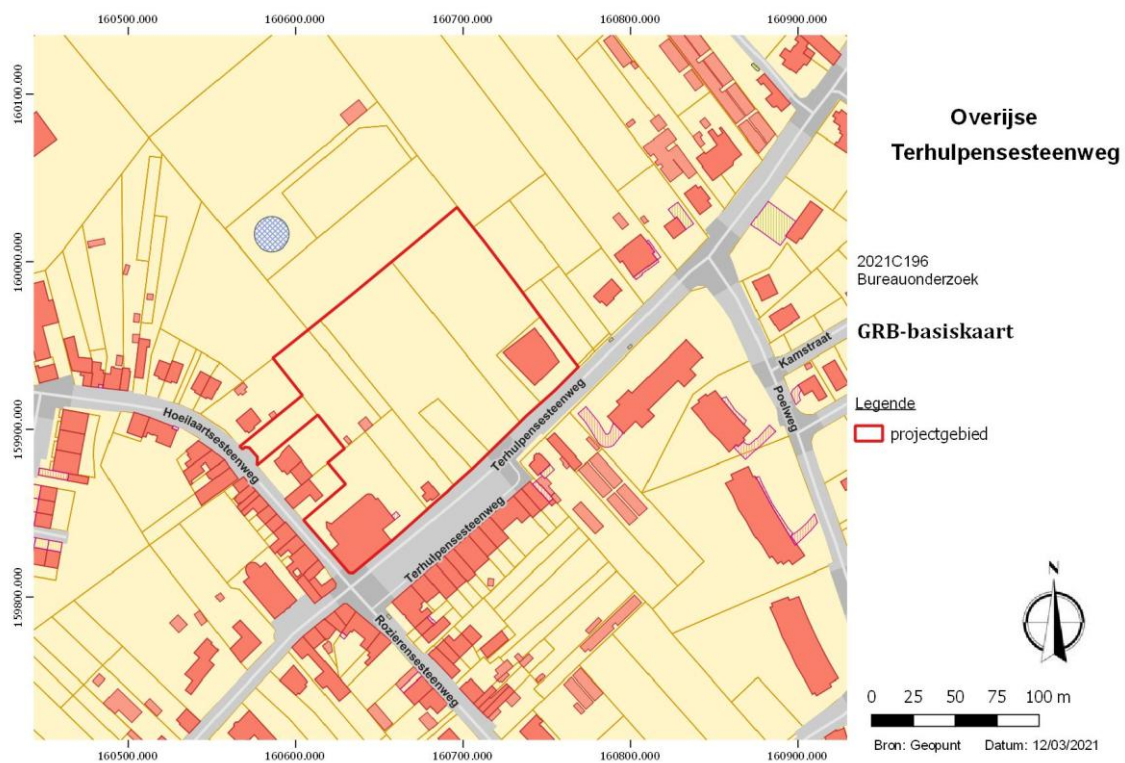 160500.000 160600.000 160700.000 160800.000 160900.000
160100.000
160000.000
159900.000
159800.000
Overijse
Terhulpensesteenweg
2021C196
Bureauonderzoek
GRB-basiskaart
Legende
projectgebied
Hoeilaartsesteenweg
Terhulpensesteenweg
Terhulpensesteenweg
Rozierensesteenweg
Kamstraat
Poelweg
N
0 25 50 75 100 m
Bron: Geopunt Datum: 12/03/2021
160500.000 160600.000 160700.000 160800.000 160900.000